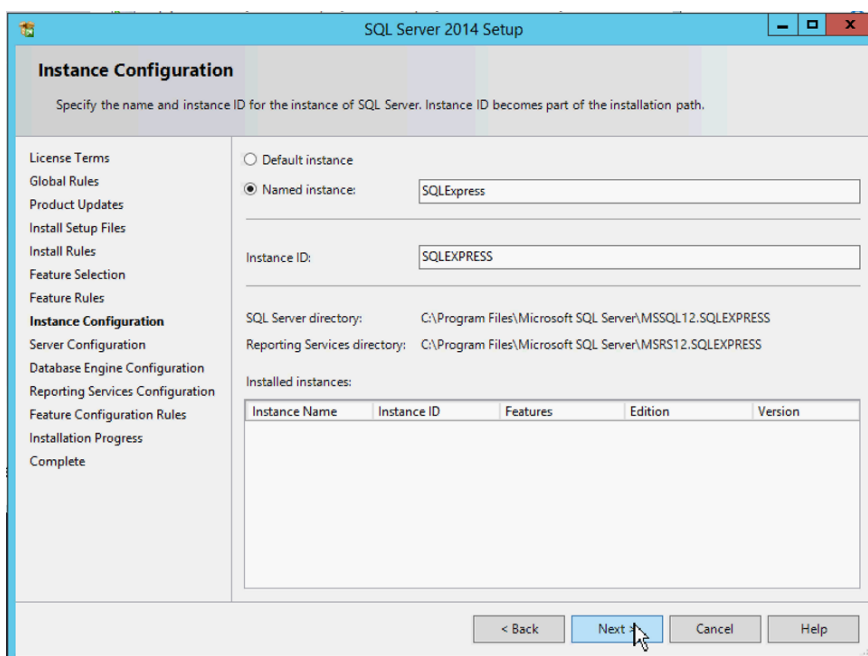 SQL Server 2014 Setup
Instance Configuration
Specify the name and instance ID for the instance of SQL Server. Instance ID becomes part of the installation path.
License Terms
Global Rules
Product Updates
Install Setup Files
Install Rules
Feature Selection
Feature Rules
Instance Configuration
Server Configuration
Database Engine Configuration
Reporting Services Configuration
Feature Configuration Rules
Installation Progress
Complete
Default instance
Named instance: SQLExpress
Instance ID: SQLEXPRESS
SQL Server directory: C:\Program Files\Microsoft SQL Server\MSSQL12.SQLEXPRESS
Reporting Services directory: C:\Program Files\Microsoft SQL Server\MSRS12.SQLEXPRESS
Installed instances:
Instance Name Instance ID Features Edition Version
< Back Next > Cancel Help